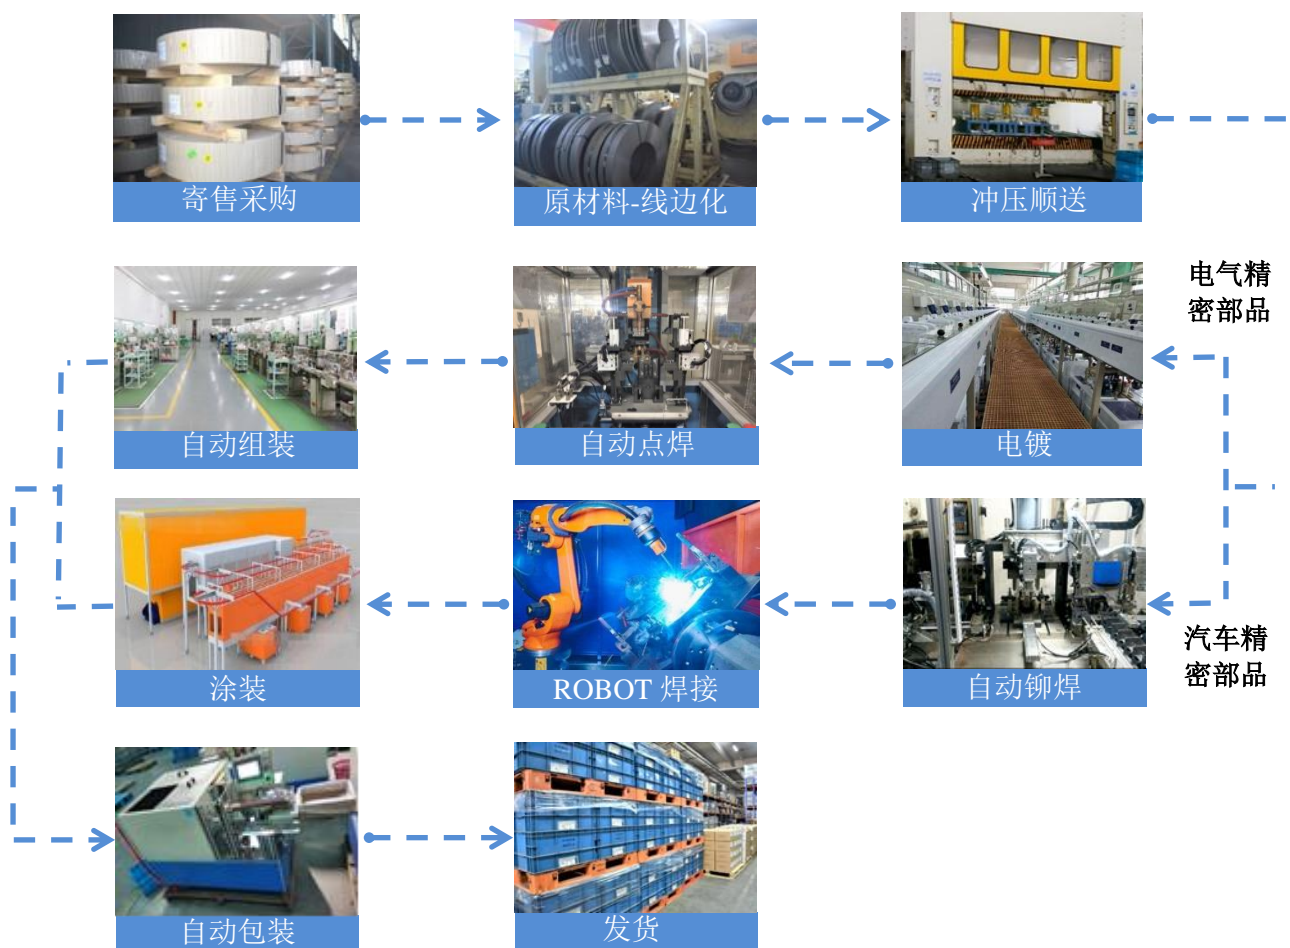 寄售采购
原材料-线边化
冲压顺送
电气精
密部品
自动组装
自动点焊
电镀
汽车精
密部品
涂装
ROBOT 焊接
自动铆焊
自动包装
发货